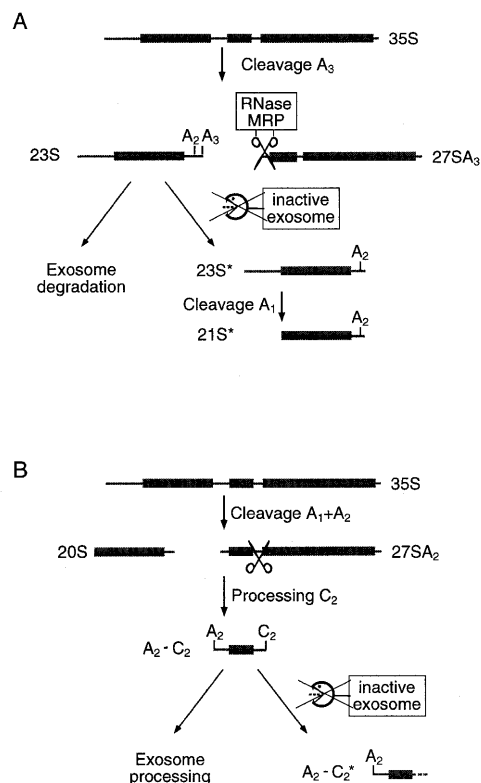 A
35S
Cleavage A3
RNase
MRP
A2 A3
23S
27SA3
inactive
exosome
Exosome
degradation
A2
23S*
Cleavage A1
A2
21S*
B
35S
Cleavage A1+A2
20S
27SA2
Processing C2
A2 C2
A2 - C2
inactive
exosome
Exosome
processing
A2
A2 - C2*